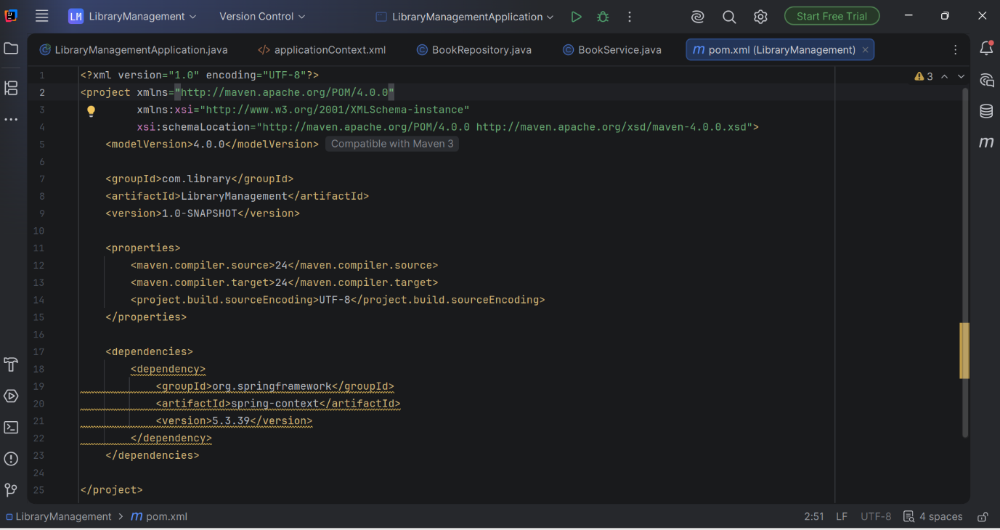 LM LibraryManagement Version Control LibraryManagementApplication Start Free Trial
LibraryManagementApplication.java </> applicationContext.xml © BookRepository.java © BookService.java m pom.xml (LibraryManagement) ×
1 <?xml version="1.0" encoding="UTF-8"?> 3
2 <project xmlns="http://maven.apache.org/POM/4.0.0"
3 xmlns:xsi="http://www.w3.org/2001/XMLSchema-instance"
4 xsi:schemaLocation="http://maven.apache.org/POM/4.0.0 http://maven.apache.org/xsd/maven-4.0.0.xsd">
5 <modelVersion>4.0.0</modelVersion> Compatible with Maven 3
6
7 <groupId>com.library</groupId>
8 <artifactId>LibraryManagement</artifactId>
9 <version>1.0-SNAPSHOT</version>
10
11 <properties>
12 <maven.compiler.source>24</maven.compiler.source>
13 <maven.compiler.target>24</maven.compiler.target>
14 <project.build.sourceEncoding>UTF-8</project.build.sourceEncoding>
15 </properties>
16
17 <dependencies>
18 <dependency>
19 <groupId>org.springframework</groupId>
20 <artifactId>spring-context</artifactId>
21 <version>5.3.39</version>
22 </dependency>
23 </dependencies>
24
25 </project>
LibraryManagement > m pom.xml 2:51 LF UTF-8 4 spaces